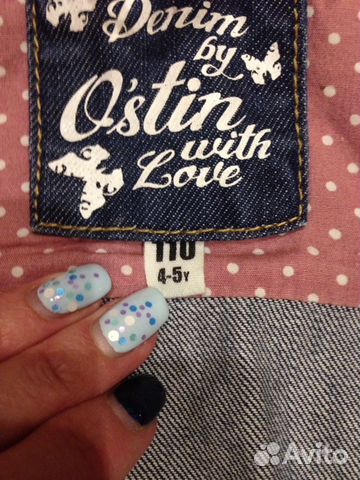 Denim
by
O'stin
with
Love
110
4-5Y
Avito